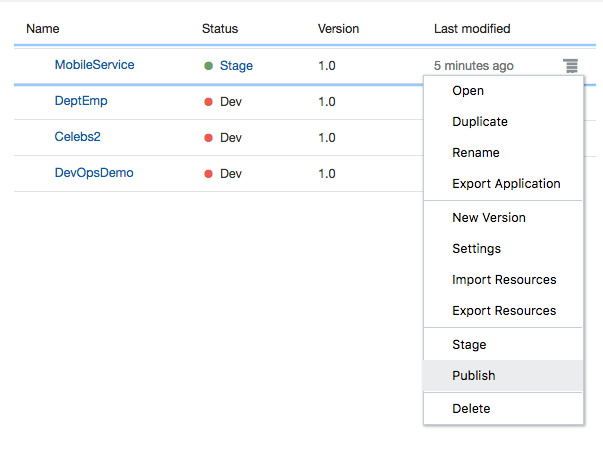 Name Status Version Last modified
MobileService Stage 1.0 5 minutes ago
Open
DeptEmp Dev 1.0
Duplicate
Celebs2 Dev 1.0
Rename
DevOpsDemo Dev 1.0
Export Application
New Version
Settings
Import Resources
Export Resources
Stage
Publish
Delete